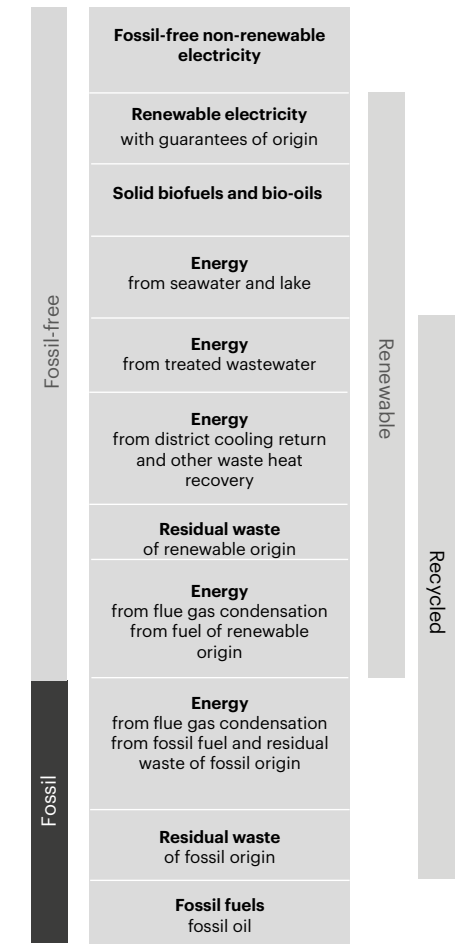 Fossil-free non-renewable
electricity
Renewable electricity
with guarantees of origin
Solid biofuels and bio-oils
Energy
from seawater and lake
Energy
from treated wastewater
Energy
from district cooling return
and other waste heat
recovery
Residual waste
of renewable origin
Energy
from flue gas condensation
from fuel of renewable
origin
Energy
from flue gas condensation
from fossil fuel and residual
waste of fossil origin
Residual waste
of fossil origin
Fossil fuels
fossil oil
Fossil-free
Fossil
Renewable
Recycled